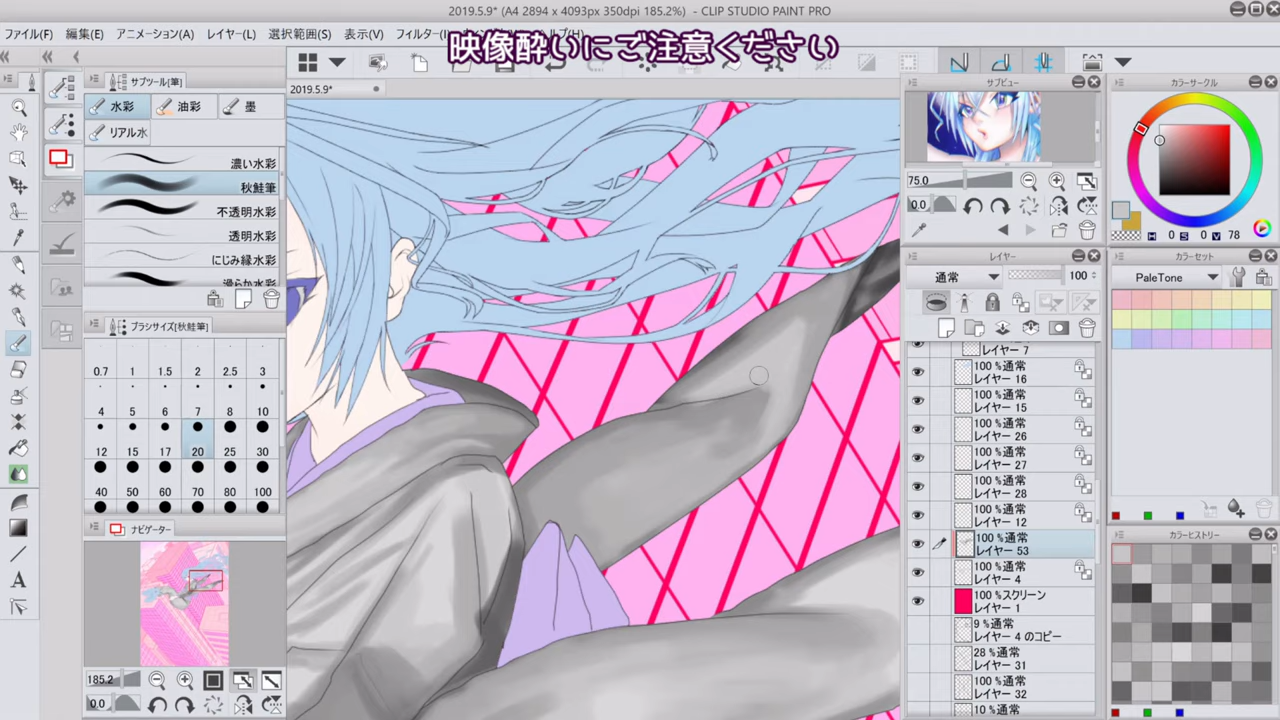 2019.5.9* (A4 2894 x 4093px 350dpi 185.2%) - CLIP STUDIO PAINT PRO
ファイル(F) 編集(E) アニメーション(A) レイヤー(L) 選択範囲(S) 表示(V) フィルター(I)
映像酔いにご注意ください
2019.5.9*
サブツール[筆]
水彩 油彩 墨
リアル水
濃い水彩
秋鮭筆
不透明水彩
透明水彩
にじみ縁水彩
滑らか水彩
ブラシサイズ[秋鮭筆]
0.7 1 1.5 2 2.5 3
4 5 6 7 8 10
12 15 17 20 25 30
40 50 60 70 80 100
ナビゲーター
185.2
0.0
サブビュー
75.0
0.0
レイヤー
通常 100
レイヤー 7
100 %通常
レイヤー 16
100 %通常
レイヤー 15
100 %通常
レイヤー 26
100 %通常
レイヤー 27
100 %通常
レイヤー 28
100 %通常
レイヤー 12
100 %通常
レイヤー 53
100 %通常
レイヤー 4
100 %スクリーン
レイヤー 1
9 %通常
レイヤー 4 のコピー
28 %通常
レイヤー 31
100 %通常
レイヤー 32
10 %通常
カラーサークル
H 0 S 0 V 78
カラーセット
PaleTone
カラーヒストリー